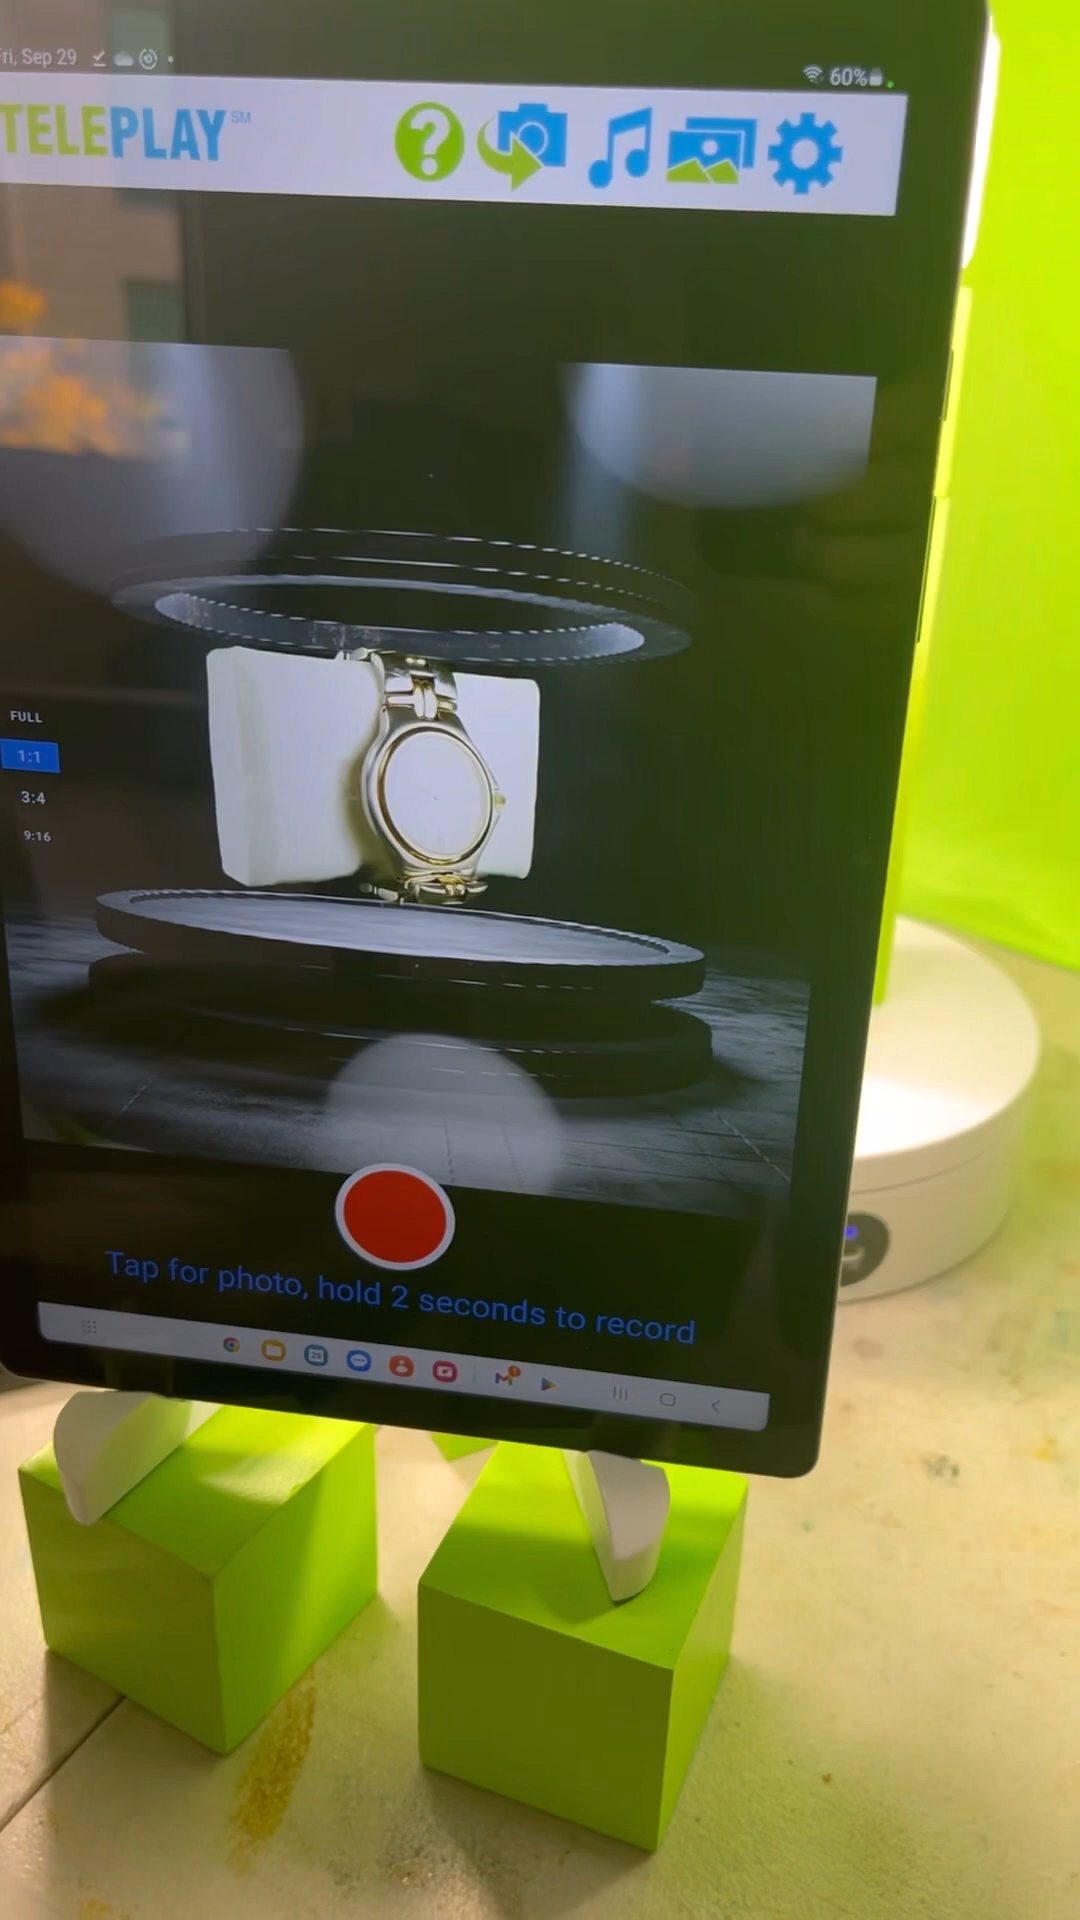 ri, Sep 29
60%
TELEPLAY SM
FULL
1:1
3:4
9:16
Tap for photo, hold 2 seconds to record